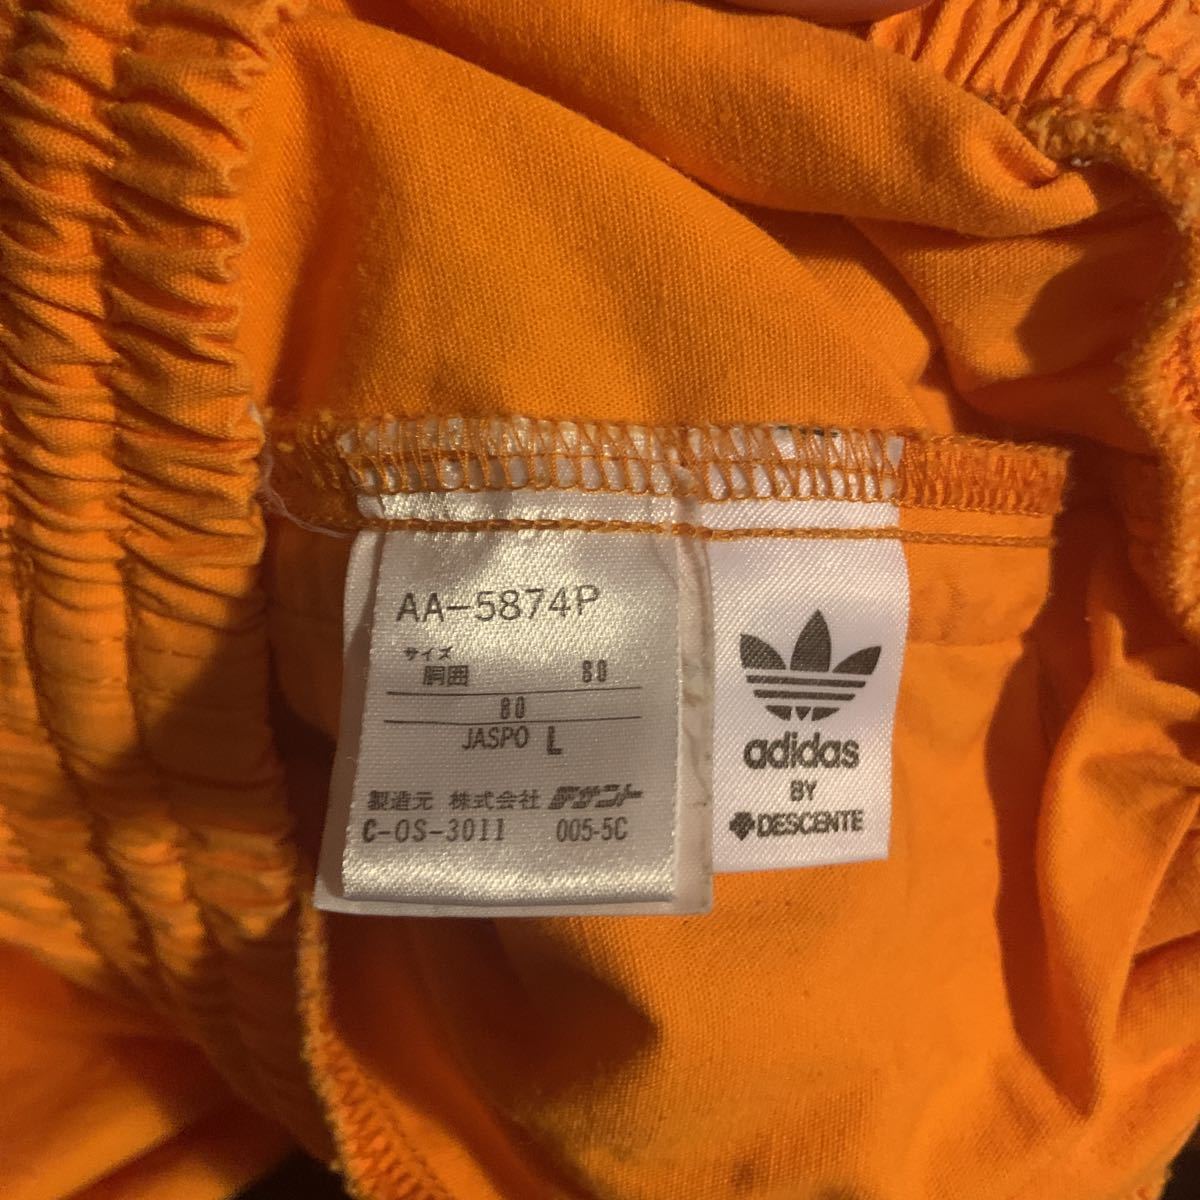 AA-5874P
サイズ
胴囲 80
80
JASPO L
製造元 株式会社 デサント
C-OS-3011 005-5C
adidas
BY
DESCENTE